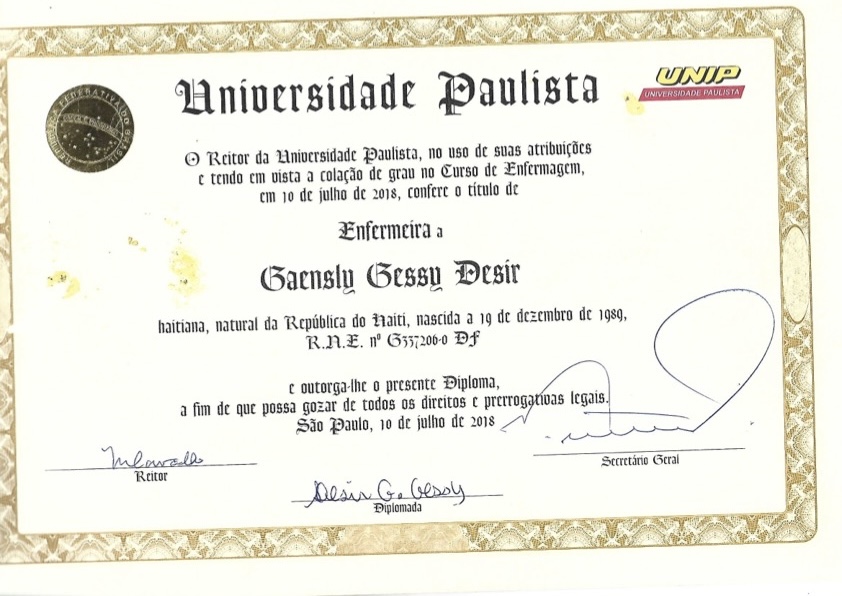 Universidade Paulista
UNIP
UNIVERSIDADE PAULISTA
REPÚBLICA FEDERATIVA DO BRASIL
O Reitor da Universidade Paulista, no uso de suas atribuições
e tendo em vista a colação de grau no Curso de Enfermagem,
em 10 de julho de 2018, confere o título de
Enfermeira a
Gaensly Gessy Desir
haitiana, natural da República do Haiti, nascida a 19 de dezembro de 1989,
R.N.E. nº G337206-0 Df
e outorga-lhe o presente Diploma,
a fim de que possa gozar de todos os direitos e prerrogativas legais.
São Paulo, 10 de julho de 2018
Reitor
Secretário Geral
Desir G. Gessy
Diplomada